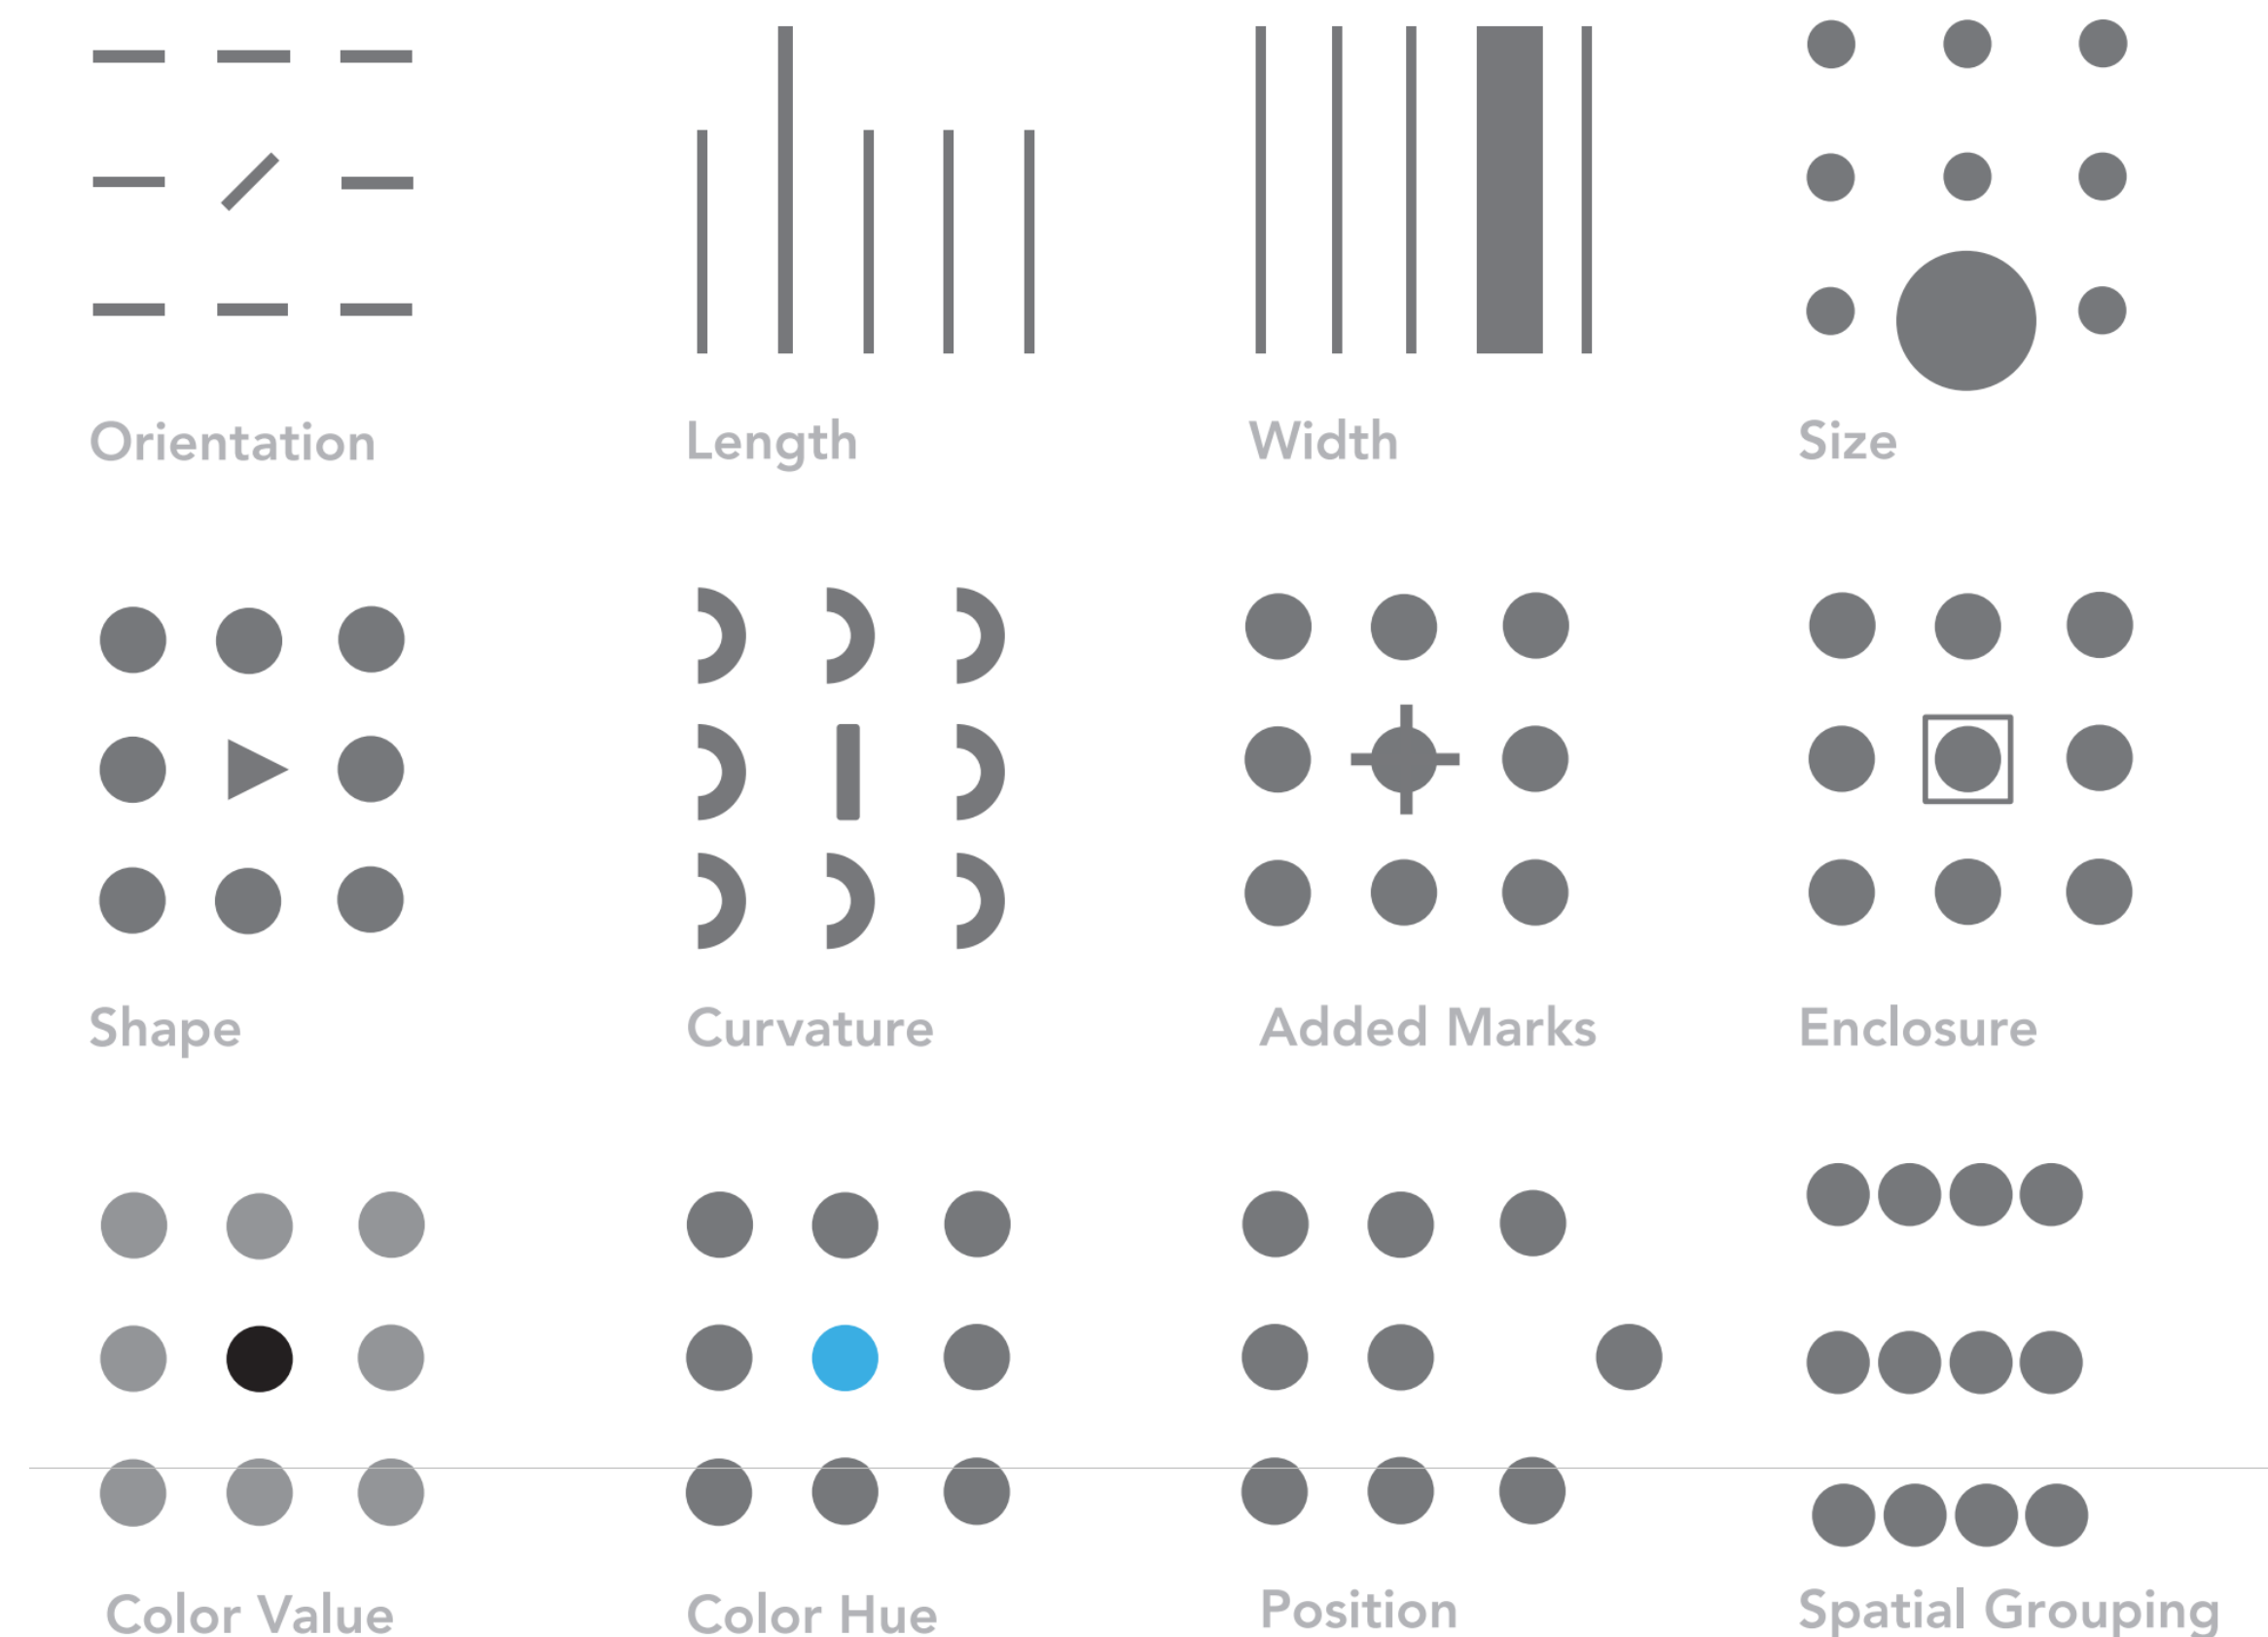 Orientation
Length
Width
Size
Shape
Curvature
Added Marks
Enclosure
Color Value
Color Hue
Position
Spatial Grouping